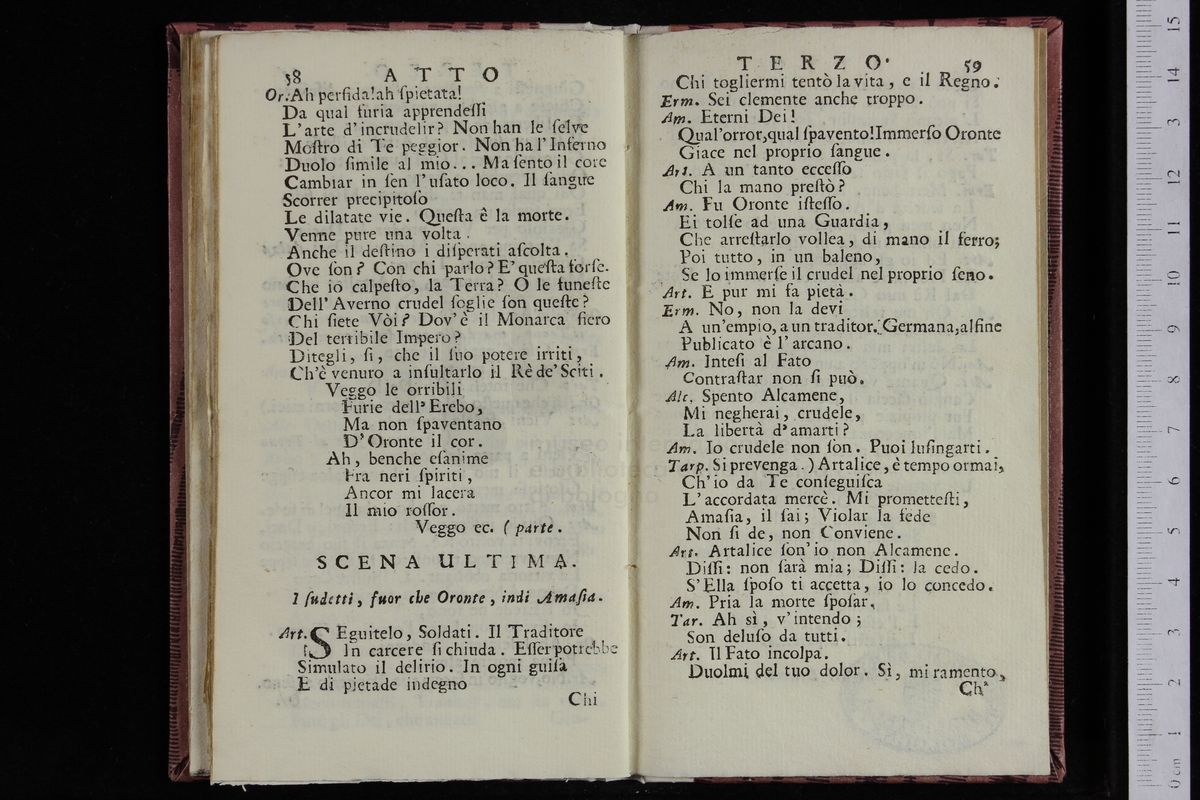 58 ATTO
Or. Ah perfida! ah ſpietata!
Da qual furia apprendeſſi
L'arte d'incrudelir? Non han le ſelve
Moſtro di Te peggior. Non ha l'Inferno
Duolo ſimile al mio... Ma ſento il core
Cambiar in ſen l'uſato loco. Il ſangue
Scorrer precipitoſo
Le dilatate vie. Queſta è la morte.
Venne pure una volta.
Anche il deſtino i diſperati aſcolta.
Ove ſon? Con chi parlo? E' queſta forſe.
Che io calpeſto, la Terra? O le funeſte
Dell' Averno crudel ſoglie ſon queſte?
Chi ſiete Vòi? Dov'è il Monarca fiero
Del terribile Impero?
Ditegli, ſi, che il ſuo potere irriti,
Ch'è venuro a inſultarlo il Rè de' Sciti.
Veggo le orribili
Furie dell' Erebo,
Ma non ſpaventano
D'Oronte il cor.
Ah, benche eſanime
Fra neri ſpiriti,
Ancor mi lacera
Il mio roſſor.
Veggo ec. (parte.
SCENA ULTIMA.
I ſudetti, fuor che Oronte, indi Amaſia.
Art. SEguitelo, Soldati. Il Traditore
In carcere ſi chiuda. Eſſer potrebbe
Simulato il delirio. In ogni guiſa
E di pietade indegno
Chi
TERZO. 59
Chi togliermi tentò la vita, e il Regno.
Erm. Sei clemente anche troppo.
Am. Eterni Dei!
Qual'orror, qual ſpavento! Immerſo Oronte
Giace nel proprio ſangue.
Art. A un tanto ecceſſo
Chi la mano preſtò?
Am. Fu Oronte iſteſſo.
Ei tolſe ad una Guardia,
Che arreſtarlo vollea, di mano il ferro;
Poi tutto, in un baleno,
Se lo immerſe il crudel nel proprio ſeno.
Art. E pur mi fa pietà.
Erm. No, non la devi
A un'empio, a un traditor. Germana, alfine
Publicato è l'arcano.
Am. Inteſi al Fato
Contraſtar non ſi può.
Alc. Spento Alcamene,
Mi negherai, crudele,
La libertà d'amarti?
Am. Io crudele non ſòn. Puoi luſingarti.
Tarp. Si prevenga.) Artalice, è tempo ormai,
Ch'io da Te conſeguiſca
L'accordata mercè. Mi prometteſti,
Amaſia, il ſai; Violar la fede
Non ſi de, non Conviene.
Art. Artalice ſon'io non Alcamene.
Diſſi: non ſarà mia; Diſſi: la cedo.
S'Ella ſpoſo ti accetta, io lo concedo.
Am. Pria la morte ſpoſar.
Tar. Ah sì, v'intendo;
Son deluſo da tutti.
Art. Il Fato incolpa.
Duolmi del tuo dolor. Sì, mi ramento,
Ch'